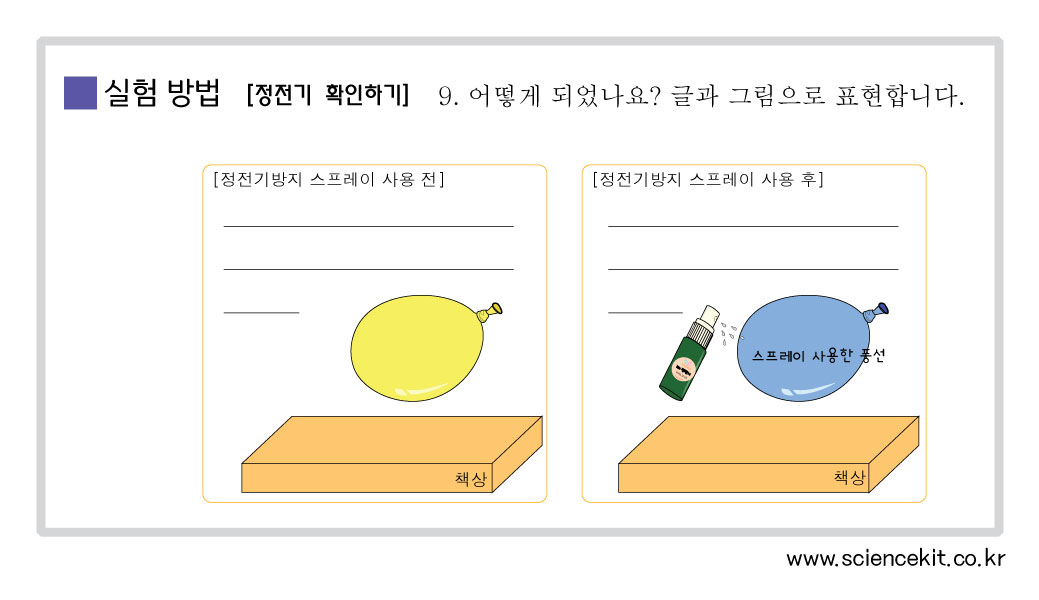 실험 방법 [정전기 확인하기] 9. 어떻게 되었나요? 글과 그림으로 표현합니다.
[정전기방지 스프레이 사용 전]
책상
[정전기방지 스프레이 사용 후]
스프레이 사용한 풍선
책상
www.sciencekit.co.kr